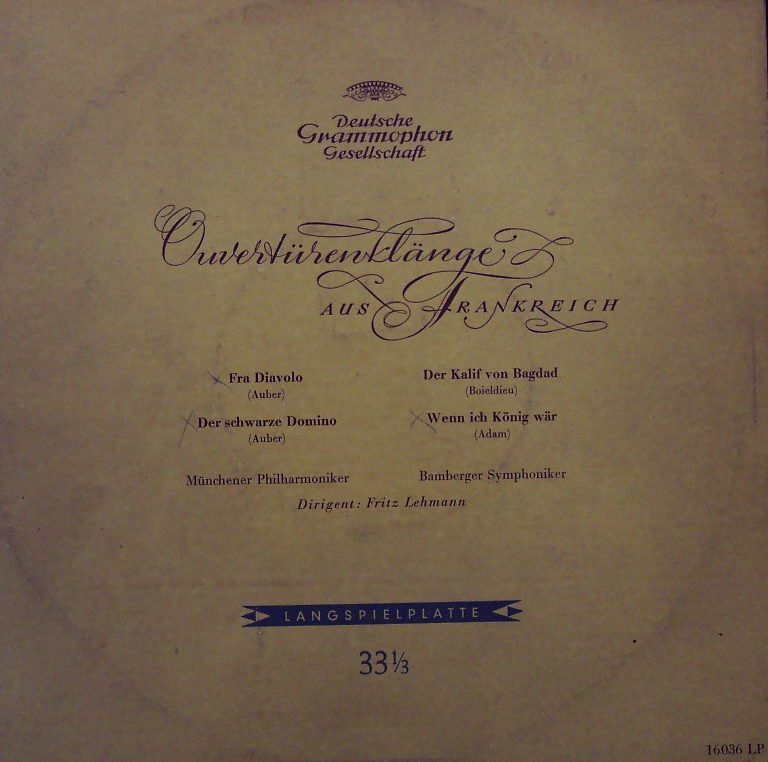 Deutsche
Grammophon
Gesellschaft
Ouvertürenklänge
AUS FRANKREICH
Fra Diavolo
(Auber)
Der schwarze Domino
(Auber)
Münchener Philharmoniker
Der Kalif von Bagdad
(Boieldieu)
Wenn ich König wär
(Adam)
Bamberger Symphoniker
Dirigent: Fritz Lehmann
LANGSPIELPLATTE
33⅓
16036 LP